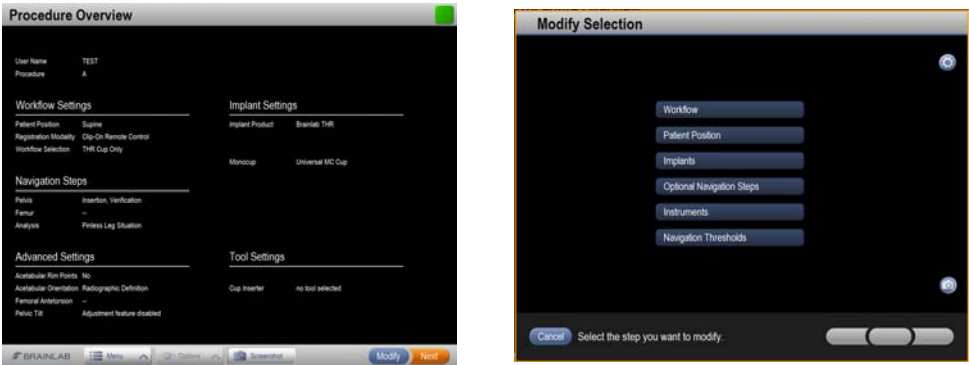 Procedure Overview
User Name TEST
Procedure A
Workflow Settings
Patient Position Supine
Registration Modality Clip-On Remote Control
Workflow Selection THR Cup Only
Implant Settings
Implant Product Brainlab THR
Monocup Universal MC Cup
Navigation Steps
Pelvis Insertion, Verification
Femur --
Analysis Pinless Leg Situation
Advanced Settings
Acetabular Rim Points No
Acetabular Orientation Radiographic Definition
Femoral Antetorsion --
Pelvic Tilt Adjustment feature disabled
Tool Settings
Cup Inserter no tool selected
BRAINLAB Menu Options Screenshot Modify Next
Modify Selection
Workflow
Patient Position
Implants
Optional Navigation Steps
Instruments
Navigation Thresholds
Cancel Select the step you want to modify.